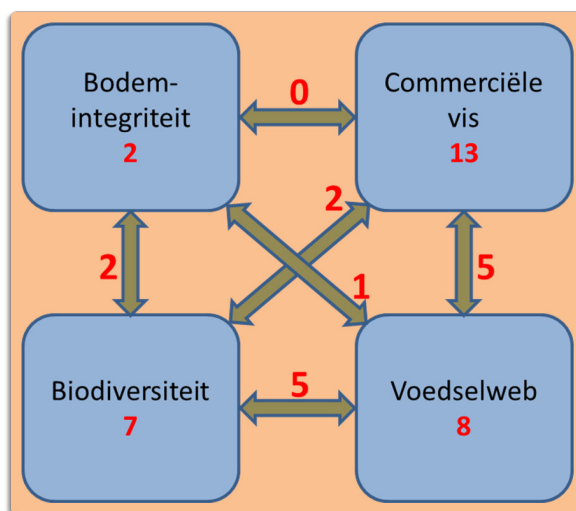 Bodem-
integriteit
2
0
Commerciële
vis
13
2
2
1
5
Biodiversiteit
7
5
Voedselweb
8